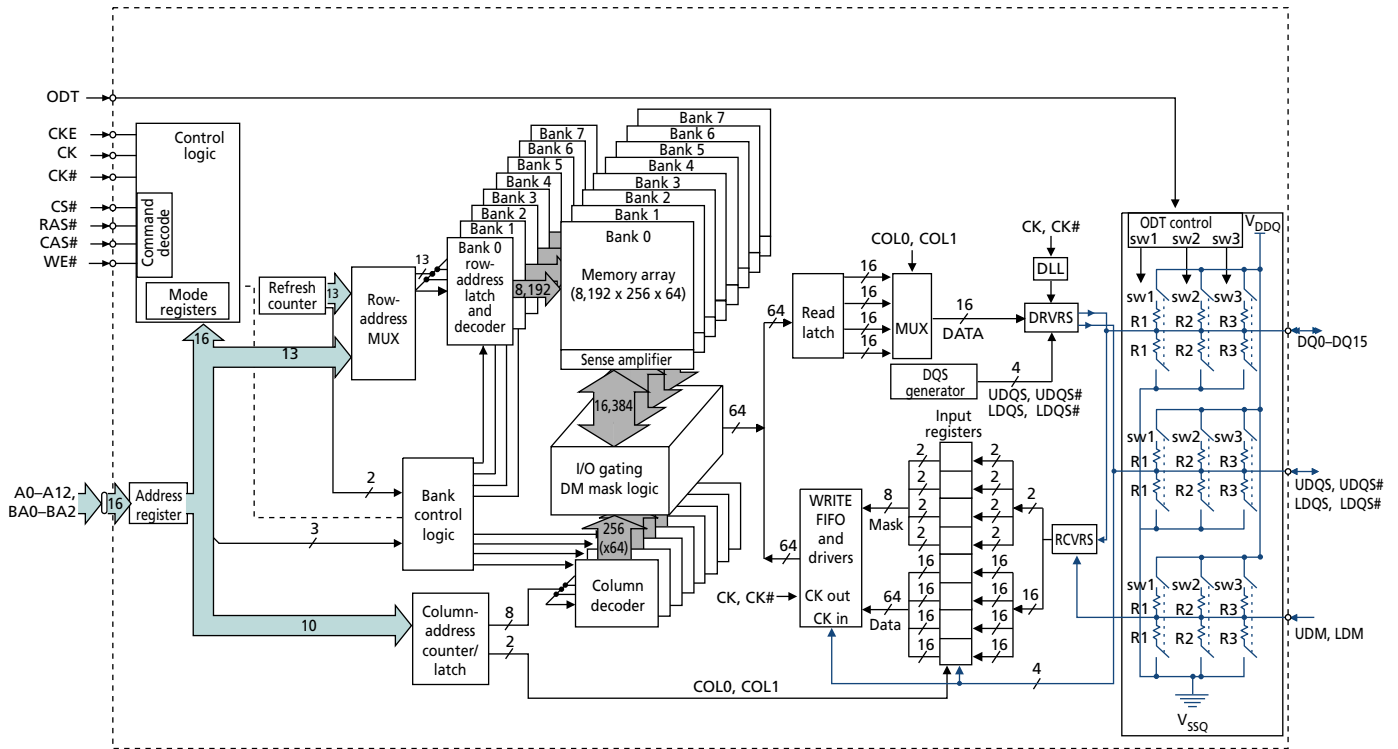 ODT
CKE
CK
CK#
CS#
RAS#
CAS#
WE#
Control
logic
Command
decode
Mode
registers
16
Refresh
counter
13
13
Row-
address
MUX
13
Bank 7
Bank 6
Bank 5
Bank 4
Bank 3
Bank 2
Bank 1
Bank 0
row-
address
latch
and
decoder
8,192
Bank 7
Bank 6
Bank 5
Bank 4
Bank 3
Bank 2
Bank 1
Bank 0
Memory array
(8,192 x 256 x 64)
Sense amplifier
16,384
I/O gating
DM mask logic
64
256
(x64)
Column
decoder
A0–A12,
BA0–BA2
16
Address
register
2
3
Bank
control
logic
10
Column-
address
counter/
latch
8
2
COL0, COL1
64
Read
latch
16
16
16
16
COL0, COL1
MUX
16
DATA
CK, CK#
DLL
DRVRS
DQS
generator
4
UDQS, UDQS#
LDQS, LDQS#
Input
registers
64
CK, CK#
WRITE
FIFO
and
drivers
CK out
CK in
8
Mask
64
Data
2
2
2
2
16
16
16
16
2
2
2
2
16
16
16
16
2
16
RCVRS
4
ODT control
sw1 sw2 sw3
VDDQ
sw1 sw2 sw3
R1 R2 R3
R1 R2 R3
sw1 sw2 sw3
R1 R2 R3
R1 R2 R3
sw1 sw2 sw3
R1 R2 R3
R1 R2 R3
VSSQ
DQ0–DQ15
UDQS, UDQS#
LDQS, LDQS#
UDM, LDM